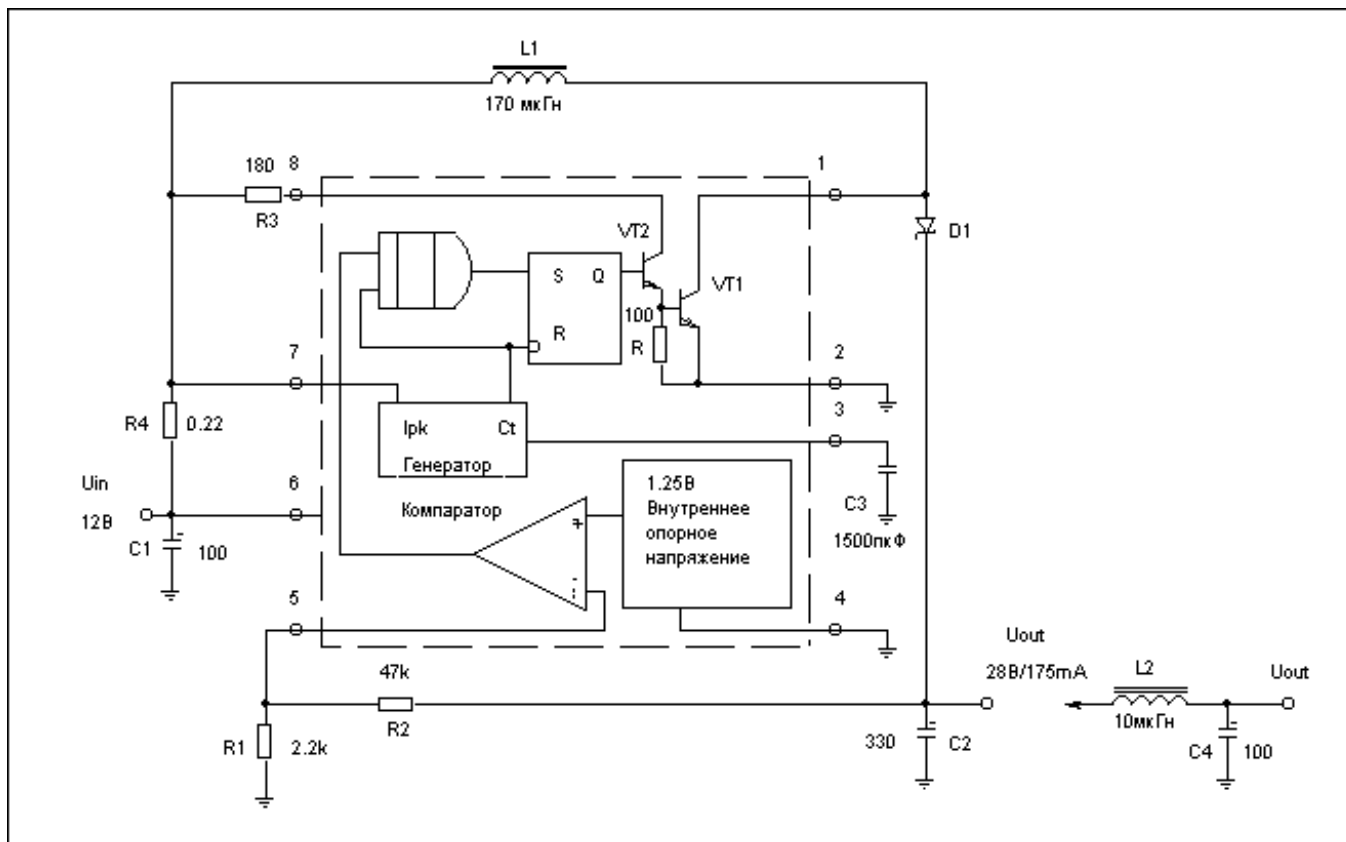 L1
170 мкГн
180
8
R3
1
D1
VT2
VT1
S
Q
R
100
R
7
2
R4
0.22
Ipk
Ct
Генератор
3
C3
1500пкФ
Uin
12В
6
C1
100
Компаратор
1.25В
Внутреннее
опорное
напряжение
5
4
47k
R2
R1
2.2k
Uout
28В/175mA
L2
10мкГн
Uout
330
C2
C4
100